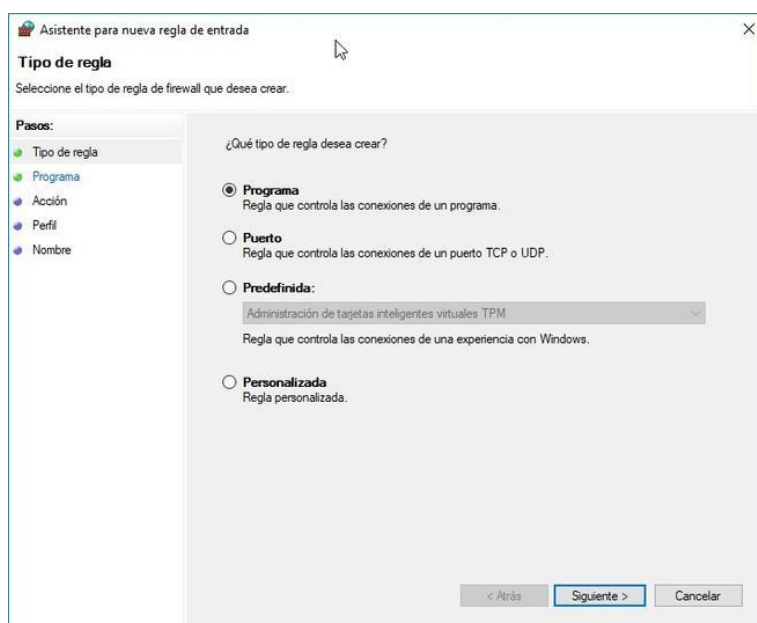 Asistente para nueva regla de entrada
Tipo de regla
Seleccione el tipo de regla de firewall que desea crear.
Pasos:
Tipo de regla
Programa
Acción
Perfil
Nombre
¿Qué tipo de regla desea crear?
Programa
Regla que controla las conexiones de un programa.
Puerto
Regla que controla las conexiones de un puerto TCP o UDP.
Predefinida:
Administración de tarjetas inteligentes virtuales TPM
Regla que controla las conexiones de una experiencia con Windows.
Personalizada
Regla personalizada.
< Atrás
Siguiente >
Cancelar